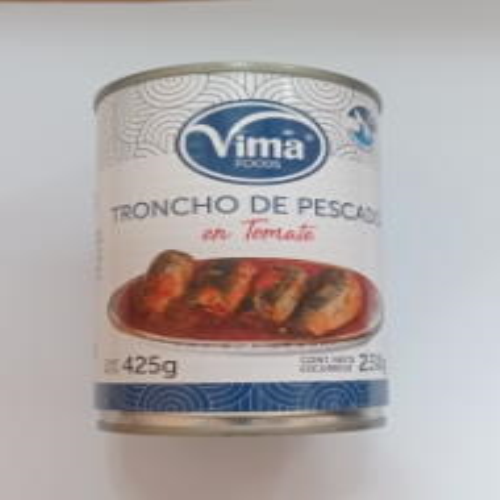 Vima
FOODS
TRONCHO DE PESCADO
en Tomate
425g